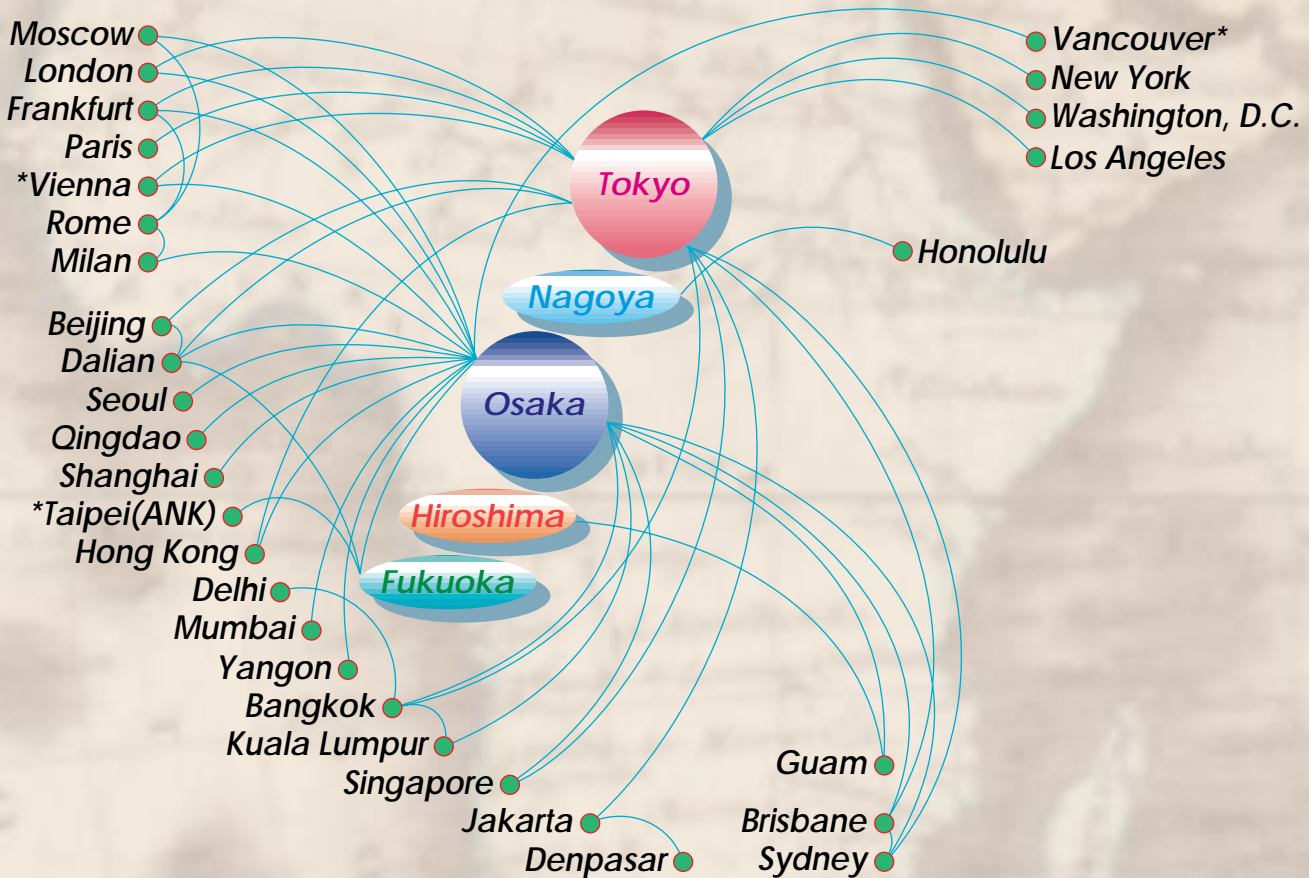 Moscow
London
Frankfurt
Paris
*Vienna
Rome
Milan
Beijing
Dalian
Seoul
Qingdao
Shanghai
*Taipei(ANK)
Hong Kong
Delhi
Mumbai
Yangon
Bangkok
Kuala Lumpur
Singapore
Jakarta
Denpasar
Tokyo
Nagoya
Osaka
Hiroshima
Fukuoka
Vancouver*
New York
Washington, D.C.
Los Angeles
Honolulu
Guam
Brisbane
Sydney